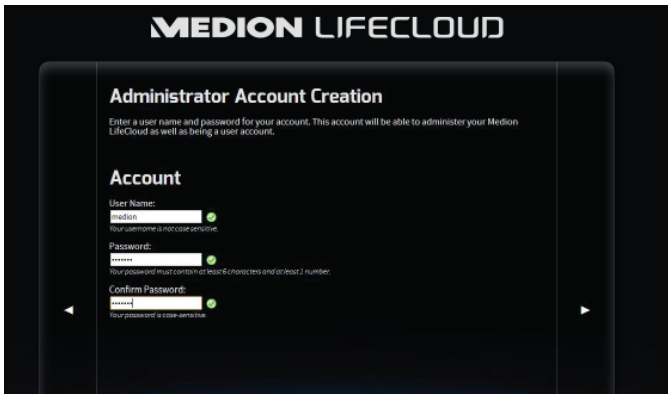 MEDION LIFECLOUD
Administrator Account Creation
Enter a user name and password for your account. This account will be able to administer your Medion
LifeCloud as well as being a user account.
Account
User Name:
medion
Your username is not case sensitive.
Password:
•••••••
Your password must contain at least 6 characters and at least 1 number.
Confirm Password:
•••••••
Your password is case-sensitive.